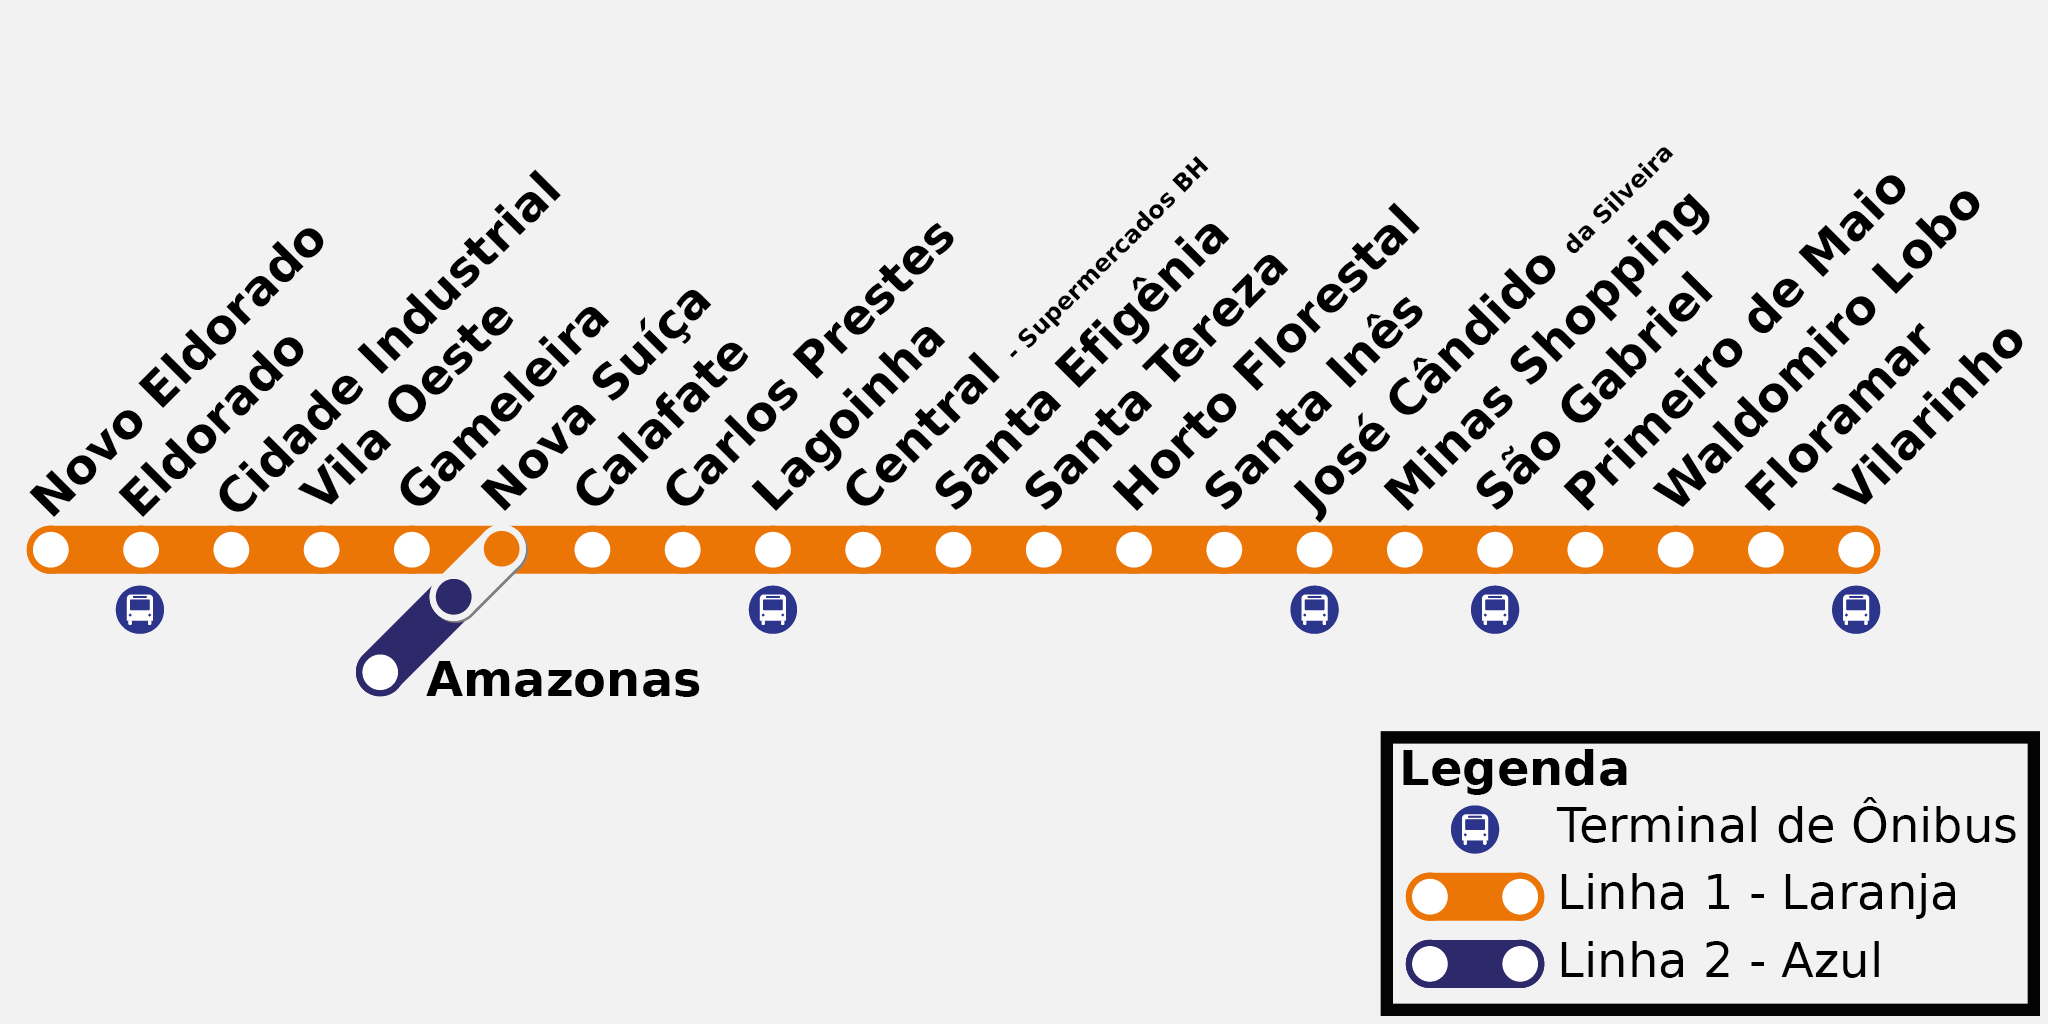 Novo Eldorado
Eldorado
Cidade Industrial
Vila Oeste
Gameleira
Nova Suíça
Calafate
Carlos Prestes
Lagoinha
Central - Supermercados BH
Santa Efigênia
Santa Tereza
Horto Florestal
Santa Inês
José Cândido da Silveira
Minas Shopping
São Gabriel
Primeiro de Maio
Waldomiro Lobo
Floramar
Vilarinho
Amazonas
Legenda
Terminal de Ônibus
Linha 1 - Laranja
Linha 2 - Azul